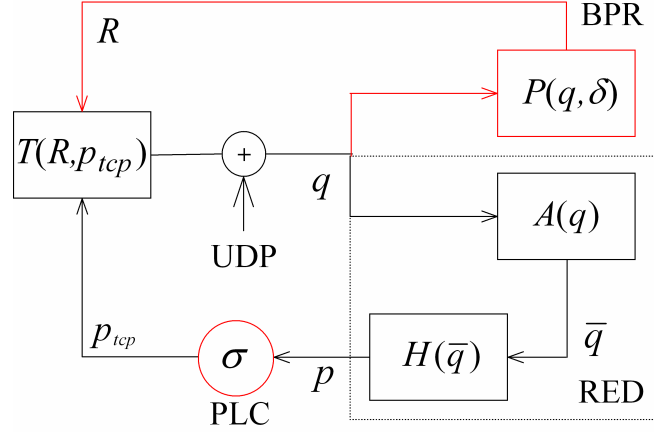 BPR
R
P(q,δ)
T(R,p_tcp)
+
q
A(q)
UDP
p_tcp
σ
p
H(q̅)
q̅
PLC
RED